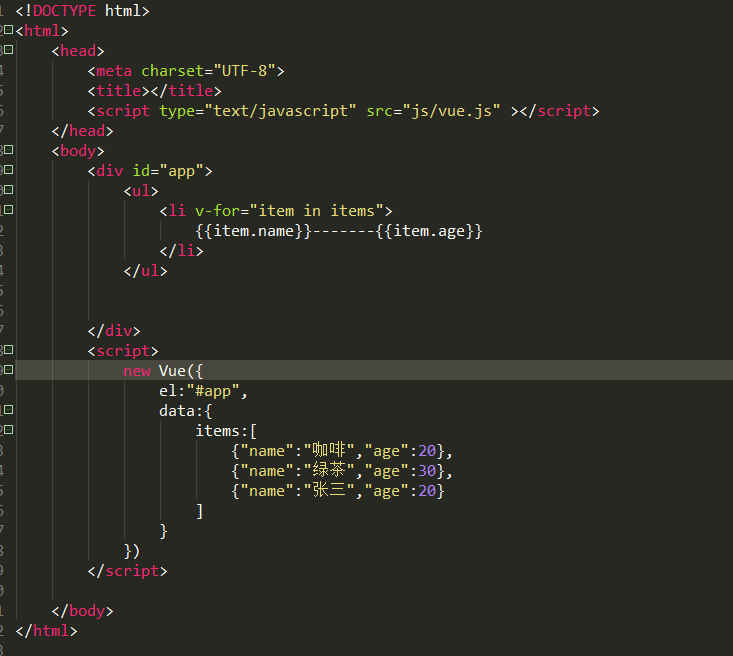 <!DOCTYPE html>
<html>
<head>
<meta charset="UTF-8">
<title></title>
<script type="text/javascript" src="js/vue.js" ></script>
</head>
<body>
<div id="app">
<ul>
<li v-for="item in items">
{{item.name}}-------{{item.age}}
</li>
</ul>
</div>
<script>
new Vue({
el:"#app",
data:{
items:[
{"name":"咖啡","age":20},
{"name":"绿茶","age":30},
{"name":"张三","age":20}
]
}
})
</script>
</body>
</html>